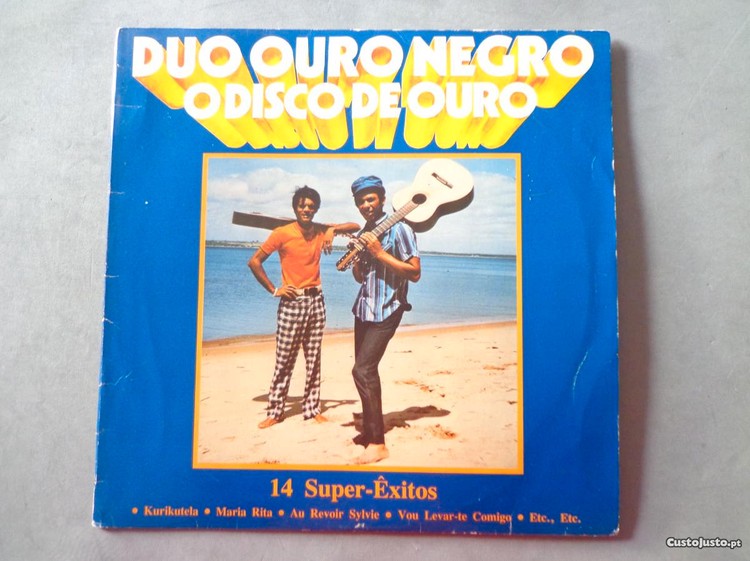 DUO OURO NEGRO
O DISCO DE OURO
14 Super-Êxitos
• Kurikutela • Maria Rita • Au Revoir Sylvie • Vou Levar-te Comigo • Etc., Etc.
CustoJusto.pt